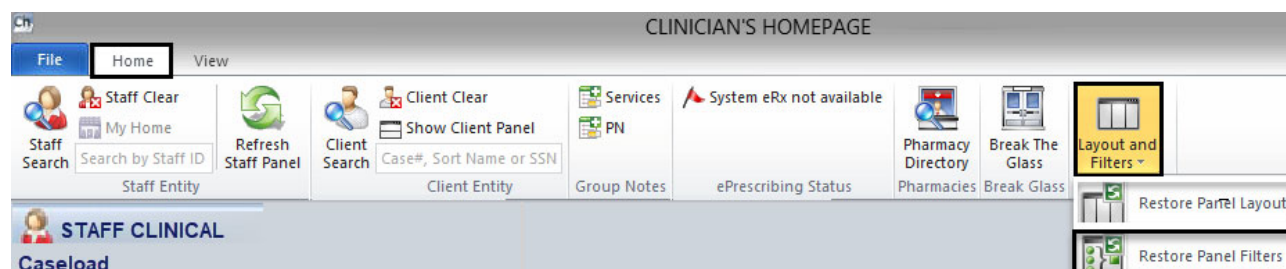 Ch
CLINICIAN'S HOMEPAGE
File Home View
Staff Search
Staff Clear
My Home
Search by Staff ID
Refresh Staff Panel
Staff Entity
Client Search
Client Clear
Show Client Panel
Case#, Sort Name or SSN
Client Entity
Services
PN
Group Notes
System eRx not available
ePrescribing Status
Pharmacy Directory
Pharmacies
Break The Glass
Break Glass
Layout and Filters
Restore Panel Layout
Restore Panel Filters
STAFF CLINICAL
Caseload